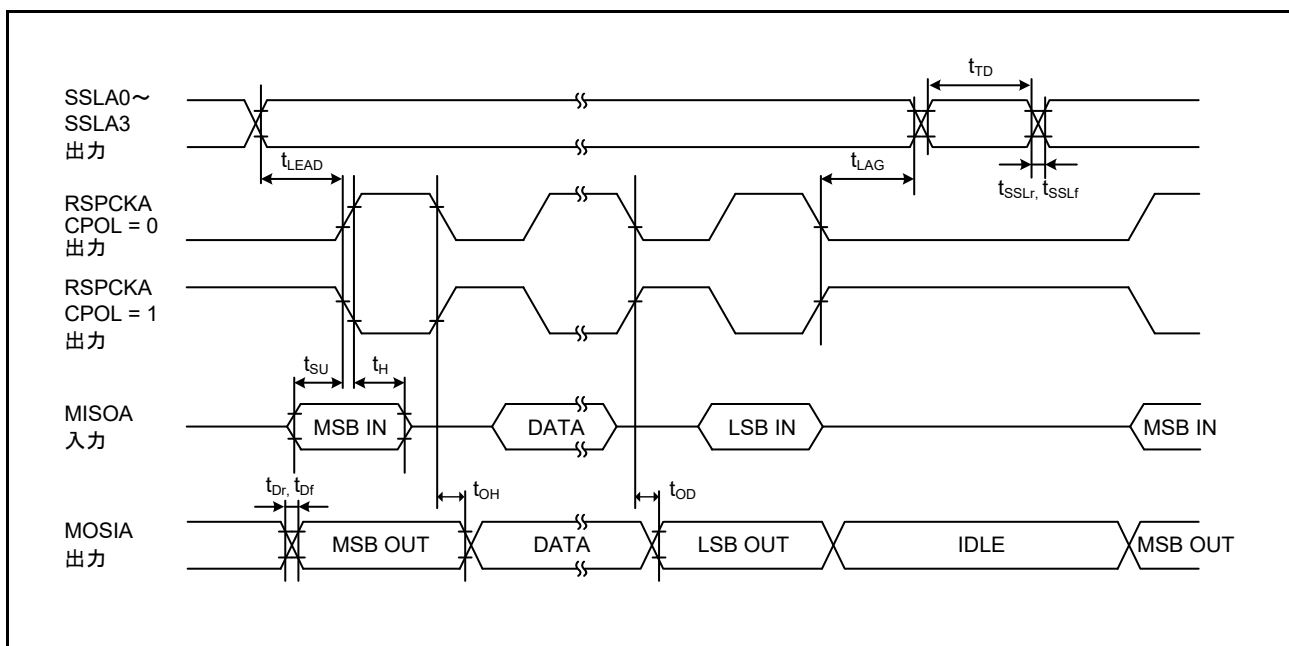 SSLA0～
SSLA3
出力
tTD
tLEAD
tLAG
tSSLr, tSSLf
RSPCKA
CPOL = 0
出力
RSPCKA
CPOL = 1
出力
tSU
tH
MISOA
入力
MSB IN
DATA
LSB IN
MSB IN
tDr, tDf
tOH
tOD
MOSIA
出力
MSB OUT
DATA
LSB OUT
IDLE
MSB OUT